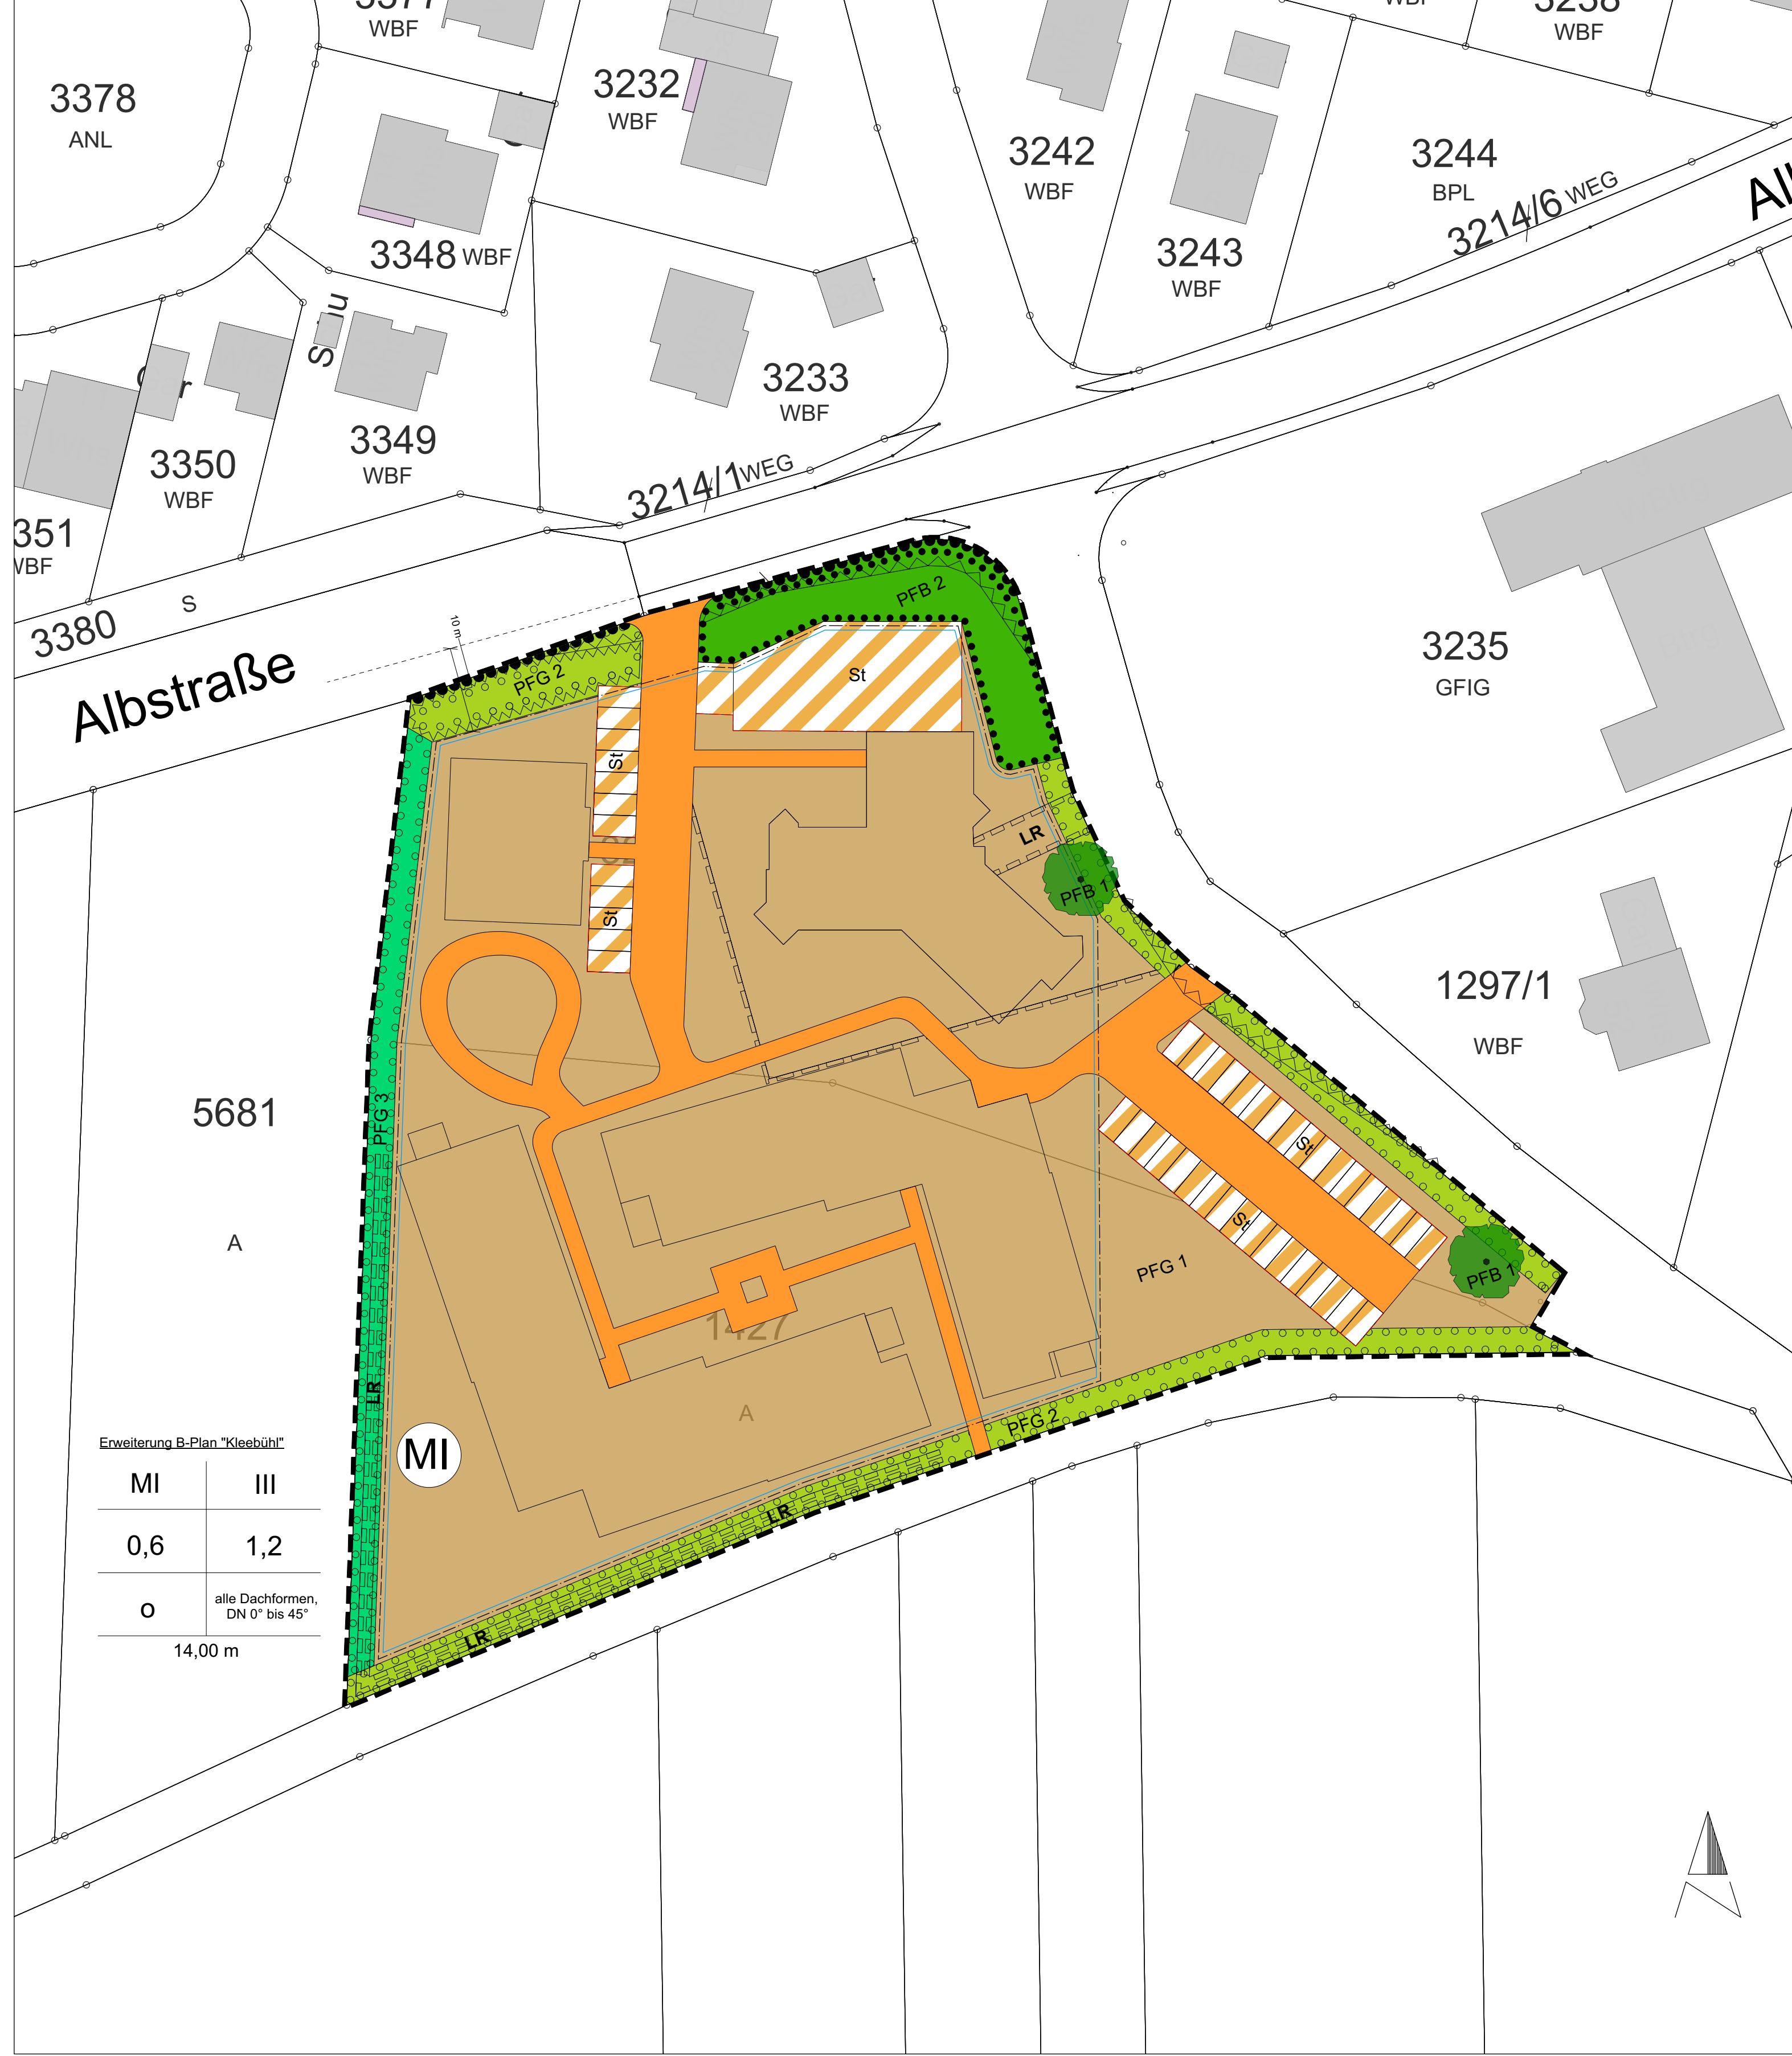 3377
WBF
WBF
3238
WBF
3378
ANL
3232
WBF
3242
WBF
3244
BPL
3214/6 WEG
3348 WBF
3243
WBF
3233
WBF
3349
WBF
3350
WBF
351
WBF
3214/1 WEG
3380
S
Albstraße
10 m
PFG 2
PFB 2
St
St
St
LR
PFB 1
3235
GFIG
1297/1
WBF
5681
A
PFG 3
St
St
PFG 1
PFB 1
1427
A
LR
PFG 2
MI
LR
LR
Erweiterung B-Plan "Kleebühl"
MI III
0,6 1,2
o alle Dachformen,
DN 0° bis 45°
14,00 m